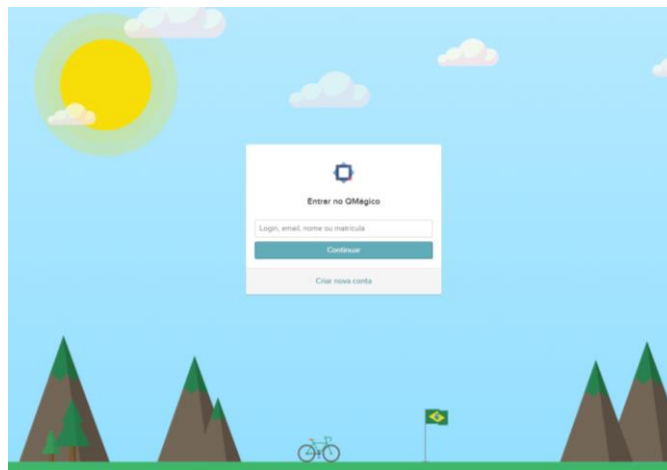 Entrar no QMágico
Login, email, nome ou matrícula
Continuar
Criar nova conta